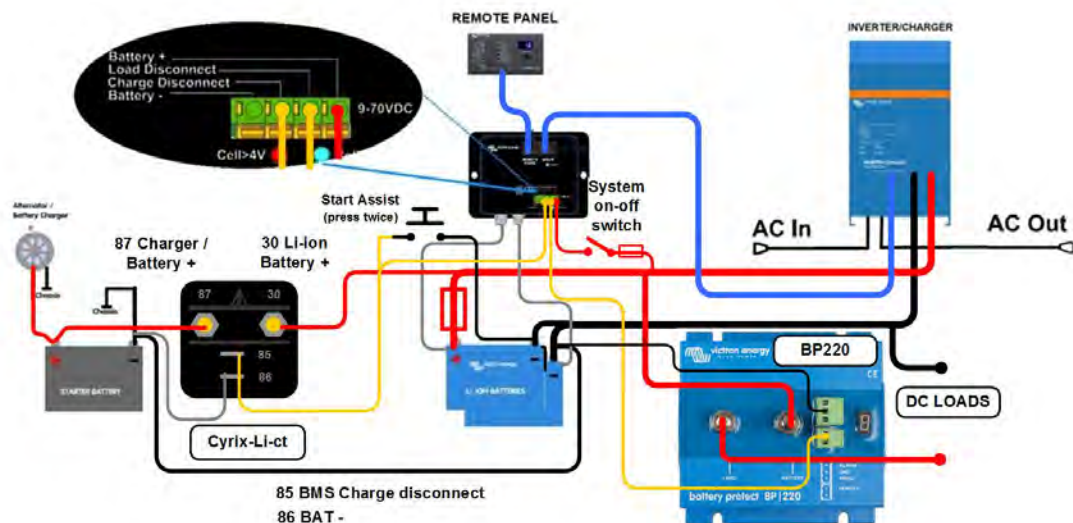 REMOTE PANEL
INVERTER/CHARGER
Battery +
Load Disconnect
Charge Disconnect
Battery -
9-70VDC
Cell>4V
Start Assist
(press twice)
System
on-off
switch
AC In
AC Out
Alternator /
Battery Charger
Chassis
Chassis
87 Charger /
Battery +
30 Li-ion
Battery +
87
30
85
86
STARTER BATTERY
LI-ION BATTERIES
Cyrix-Li-ct
victron energy
BP220
CE
DC LOADS
battery protect BP|220
85 BMS Charge disconnect
86 BAT -